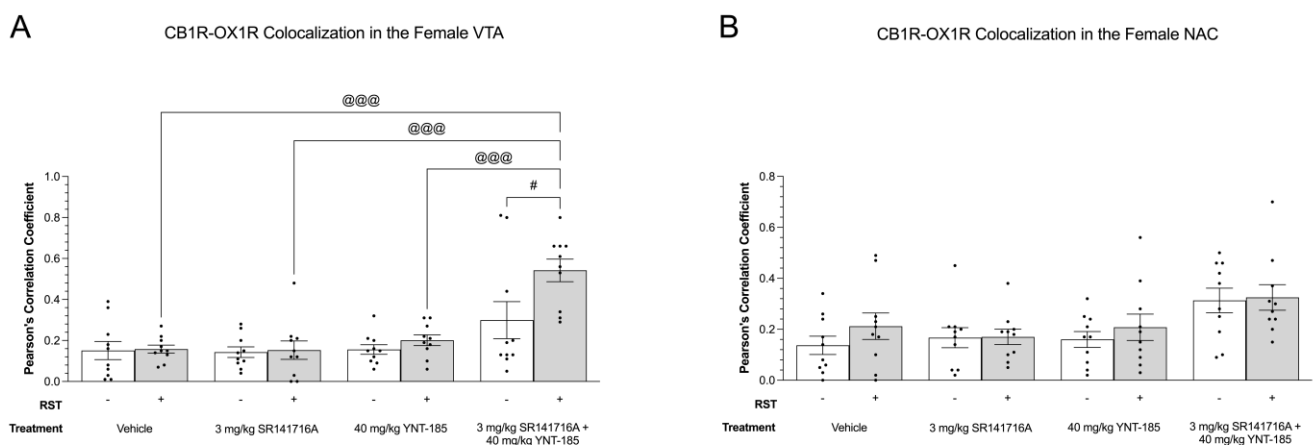 A
CB1R-OX1R Colocalization in the Female VTA
@@@
@@@
@@@
#
Pearson's Correlation Coefficient
1.0
0.8
0.6
0.4
0.2
0.0
RST - + - + - + - +
Treatment Vehicle 3 mg/kg SR141716A 40 mg/kg YNT-185 3 mg/kg SR141716A +
40 mg/kg YNT-185
B
CB1R-OX1R Colocalization in the Female NAC
Pearson's Correlation Coefficient
0.8
0.6
0.4
0.2
0.0
RST - + - + - + - +
Treatment Vehicle 3 mg/kg SR141716A 40 mg/kg YNT-185 3 mg/kg SR141716A +
40 mg/kg YNT-185